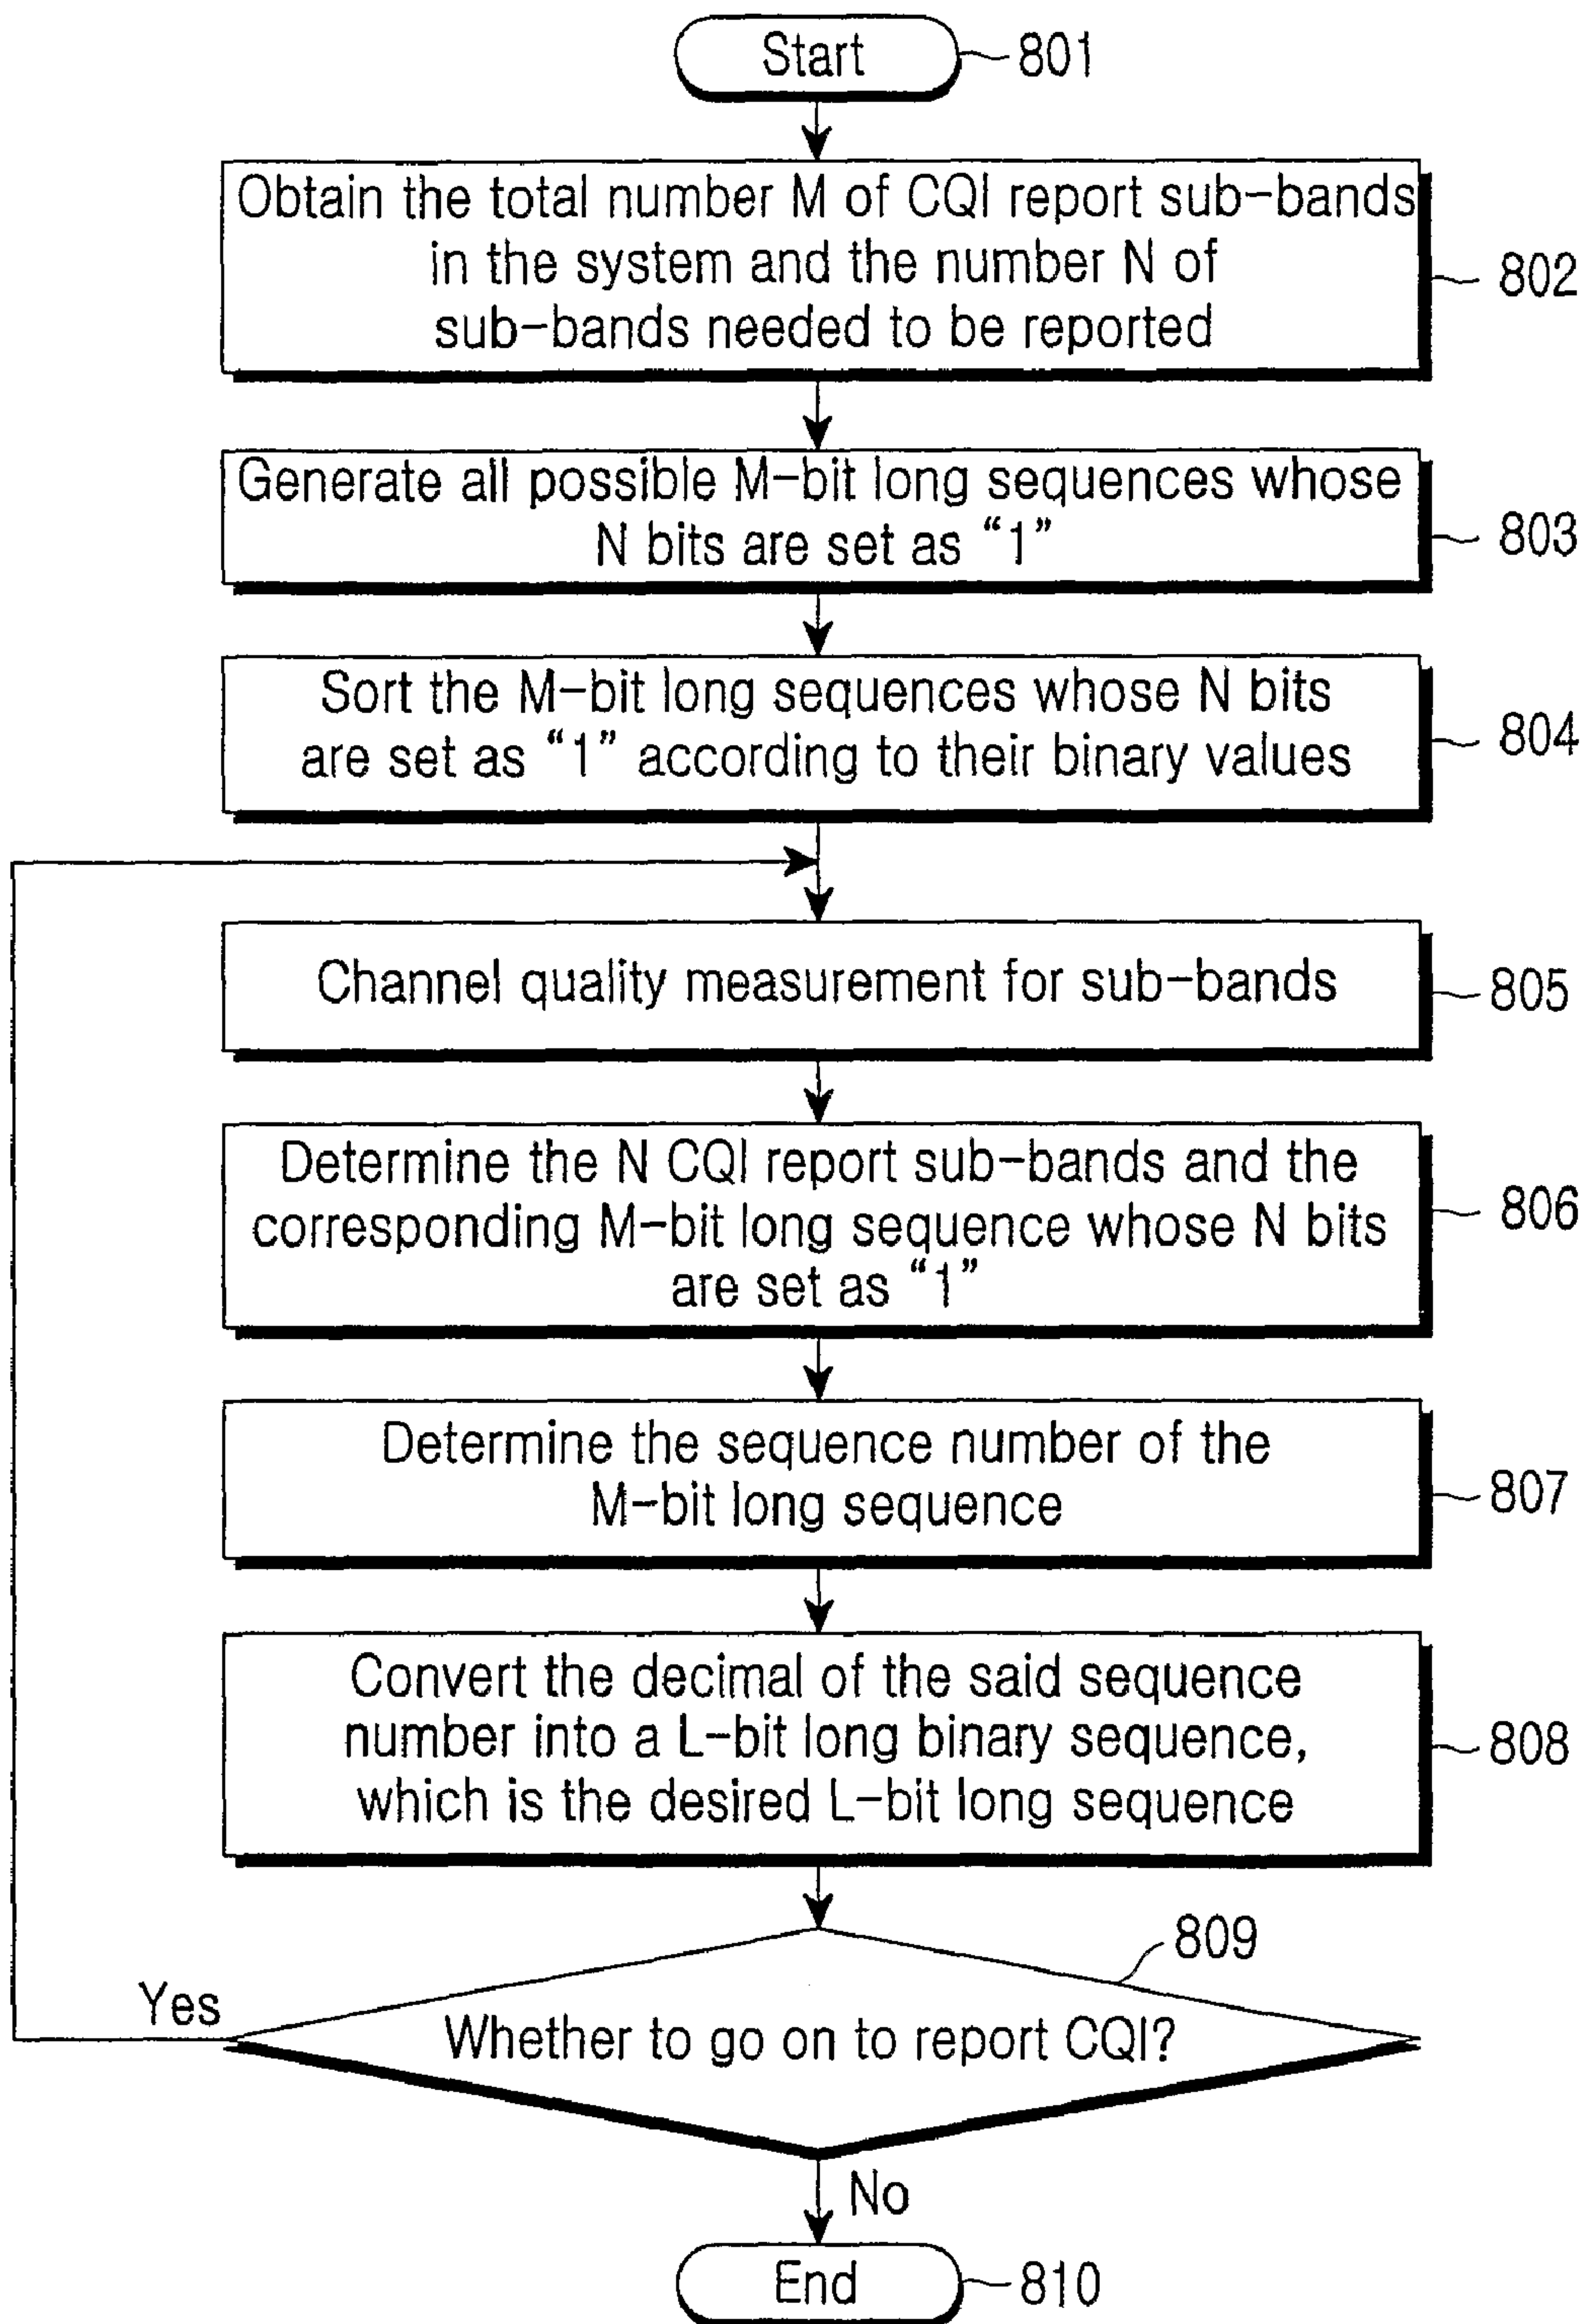 Start
801
Obtain the total number M of CQI report sub-bands
in the system and the number N of
sub-bands needed to be reported
802
Generate all possible M-bit long sequences whose
N bits are set as “1”
803
Sort the M-bit long sequences whose N bits
are set as “1” according to their binary values
804
Channel quality measurement for sub-bands
805
Determine the N CQI report sub-bands and the
corresponding M-bit long sequence whose N bits
are set as “1”
806
Determine the sequence number of the
M-bit long sequence
807
Convert the decimal of the said sequence
number into a L-bit long binary sequence,
which is the desired L-bit long sequence
808
809
Yes
Whether to go on to report CQI?
No
End
810